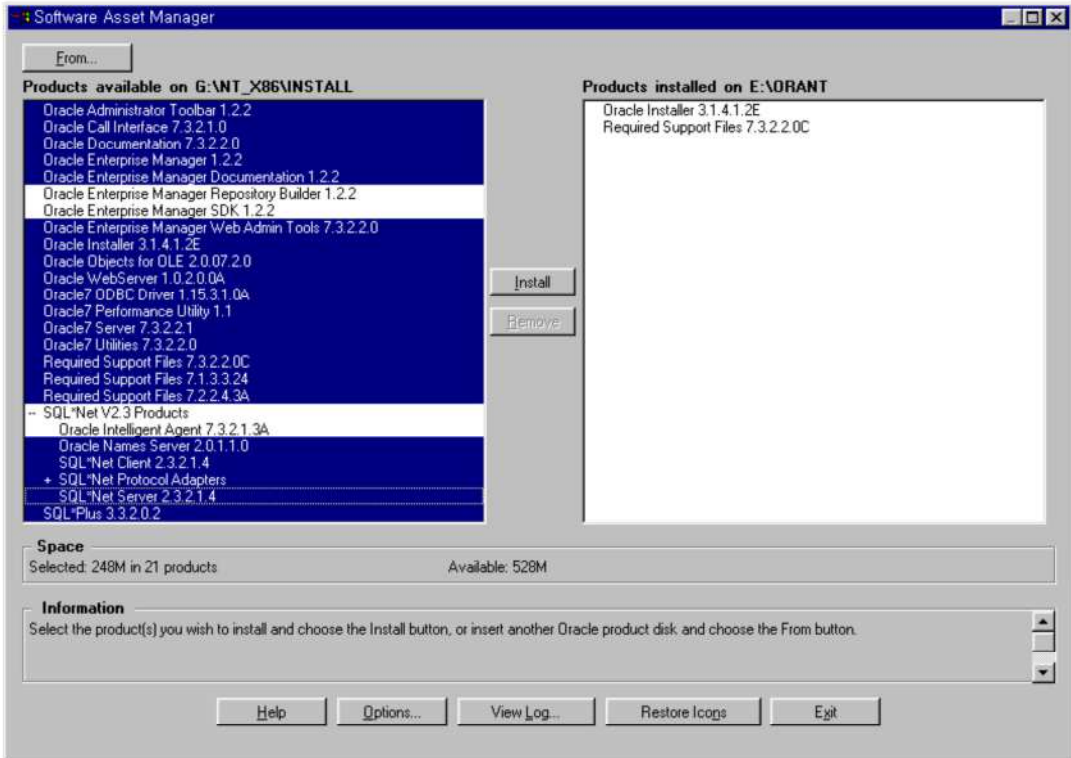 Software Asset Manager
From...
Products available on G:\NT_X86\INSTALL
Oracle Administrator Toolbar 1.2.2
Oracle Call Interface 7.3.2.1.0
Oracle Documentation 7.3.2.2.0
Oracle Enterprise Manager 1.2.2
Oracle Enterprise Manager Documentation 1.2.2
Oracle Enterprise Manager Repository Builder 1.2.2
Oracle Enterprise Manager SDK 1.2.2
Oracle Enterprise Manager Web Admin Tools 7.3.2.2.0
Oracle Installer 3.1.4.1.2E
Oracle Objects for OLE 2.0.07.2.0
Oracle WebServer 1.0.2.0.0A
Oracle7 ODBC Driver 1.15.3.1.0A
Oracle7 Performance Utility 1.1
Oracle7 Server 7.3.2.2.1
Oracle7 Utilities 7.3.2.2.0
Required Support Files 7.3.2.2.0C
Required Support Files 7.1.3.3.24
Required Support Files 7.2.2.4.3A
- SQL*Net V2.3 Products
Oracle Intelligent Agent 7.3.2.1.3A
Oracle Names Server 2.0.1.1.0
SQL*Net Client 2.3.2.1.4
+ SQL*Net Protocol Adapters
SQL*Net Server 2.3.2.1.4
SQL*Plus 3.3.2.0.2
Install
Remove
Products installed on E:\ORANT
Oracle Installer 3.1.4.1.2E
Required Support Files 7.3.2.2.0C
Space
Selected: 248M in 21 products Available: 528M
Information
Select the product(s) you wish to install and choose the Install button, or insert another Oracle product disk and choose the From button.
Help Options... View Log... Restore Icons Exit